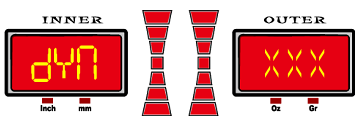 INNER OUTER
dYN XXX
Inch mm Oz Gr